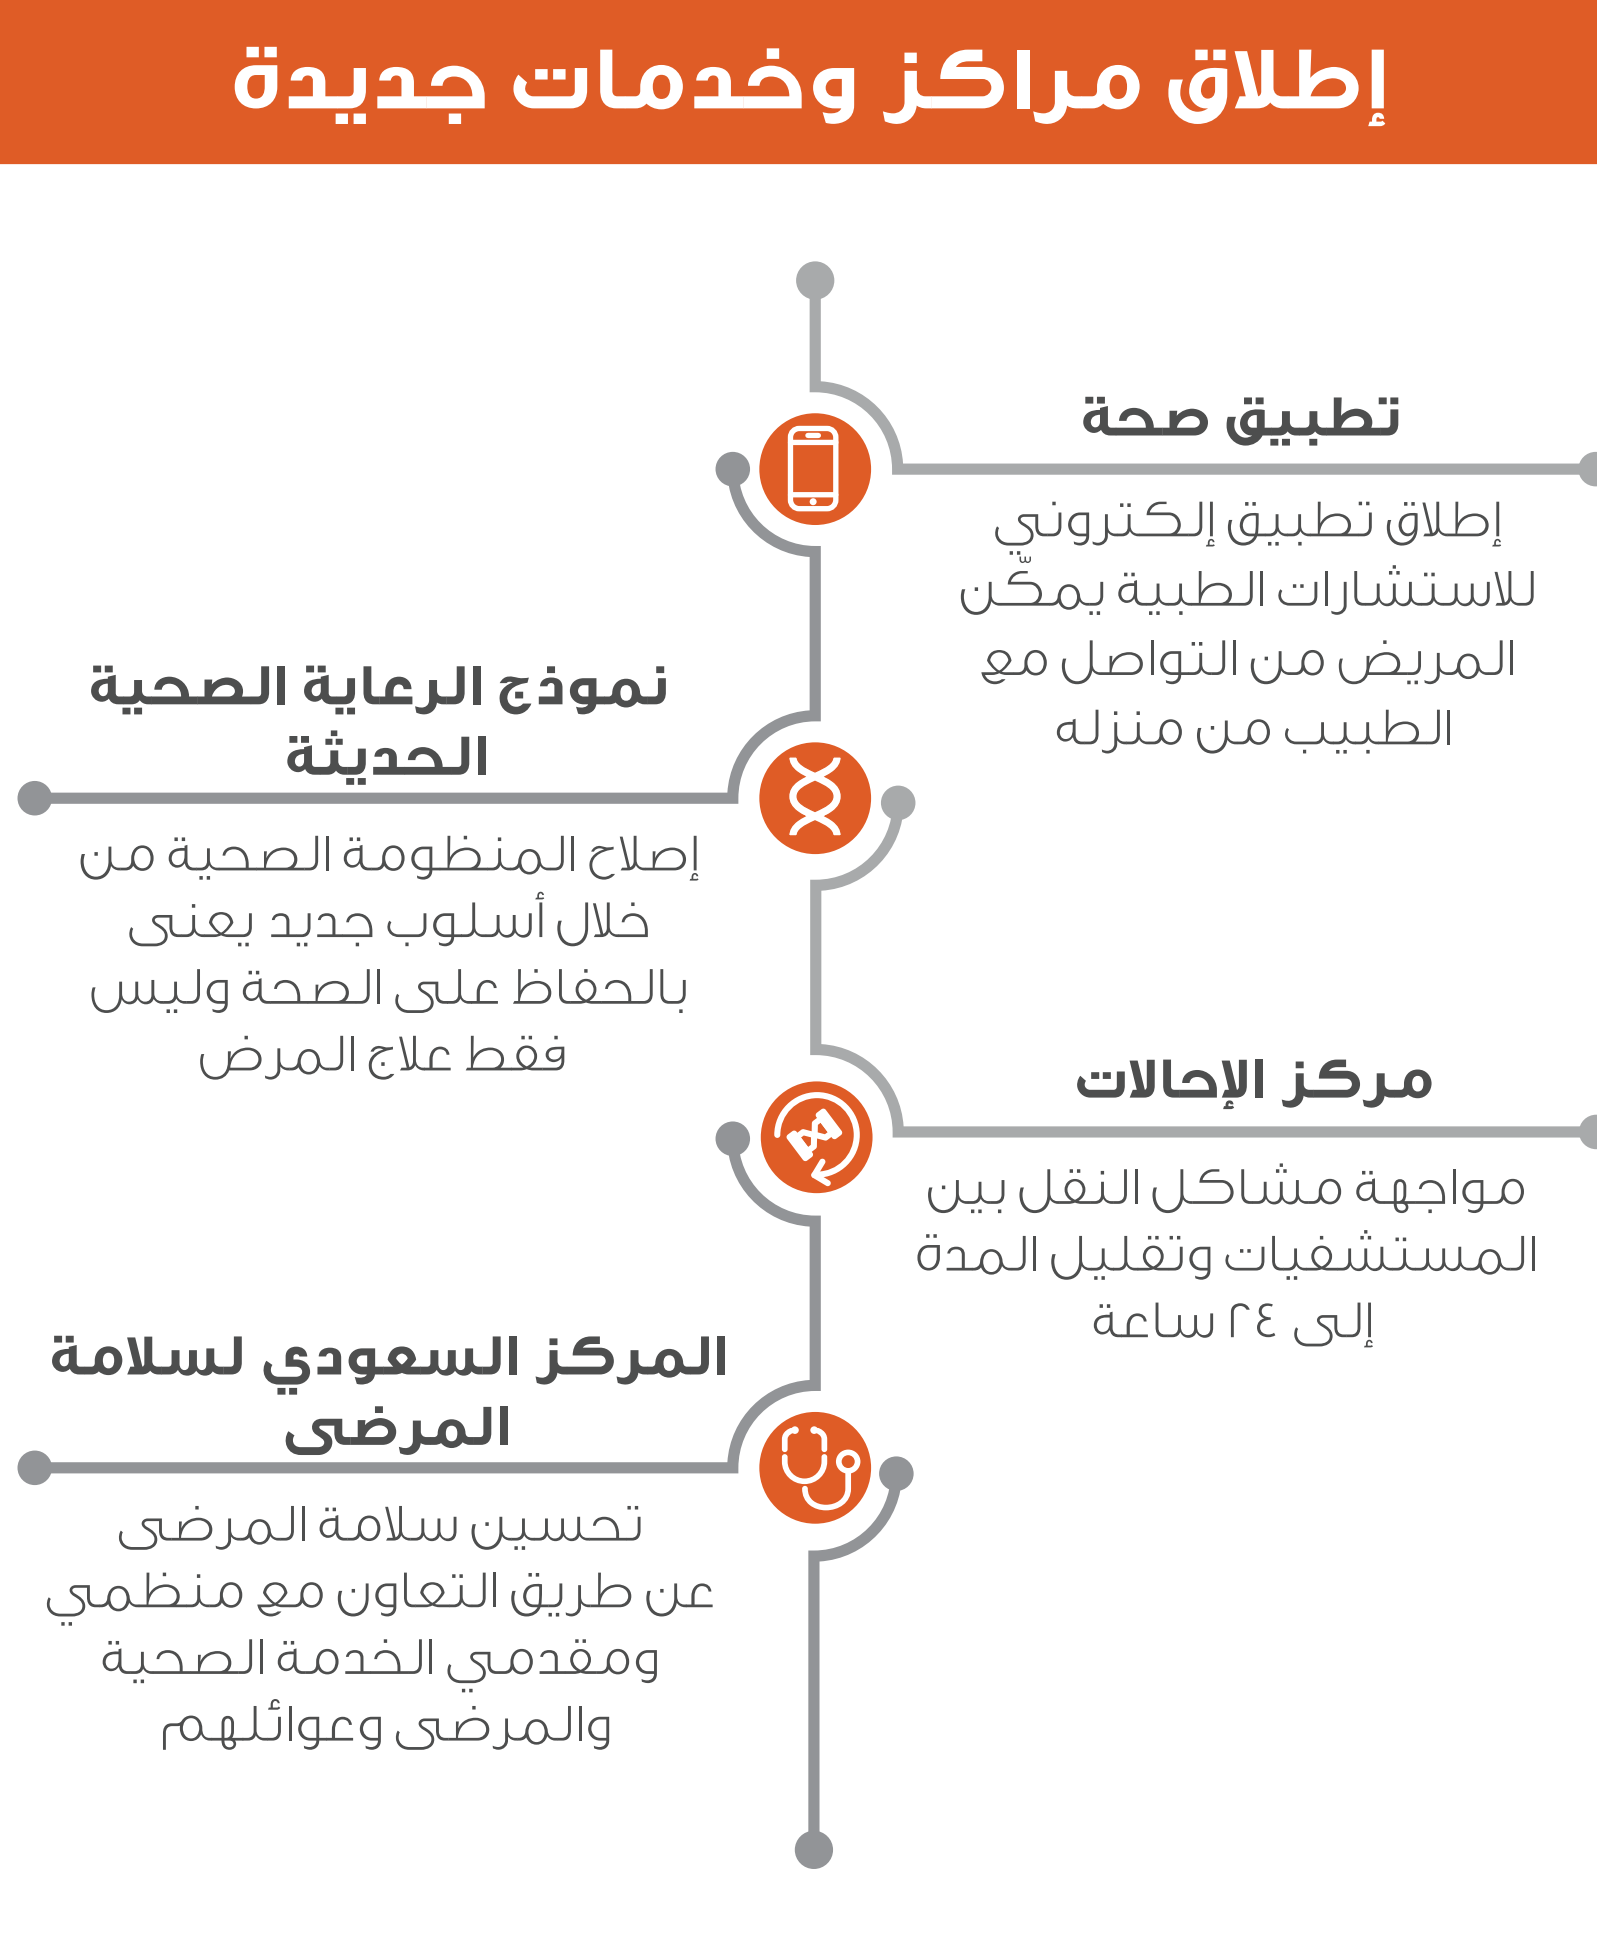 إطلاق مراكز وخدمات جديدة
تطبيق صحة
إطلاق تطبيق إلكتروني
للاستشارات الطبية يمكّن
المريض من التواصل مع
الطبيب من منزله
نموذج الرعاية الصحية
الحديثة
إصلاح المنظومة الصحية من
خلال أسلوب جديد يعنى
بالحفاظ على الصحة وليس
فقط علاج المرض
مركز الإحالات
مواجهة مشاكل النقل بين
المستشفيات وتقليل المدة
إلى ٢٤ ساعة
المركز السعودي لسلامة
المرضى
تحسين سلامة المرضى
عن طريق التعاون مع منظمي
ومقدمي الخدمة الصحية
والمرضى وعوائلهم